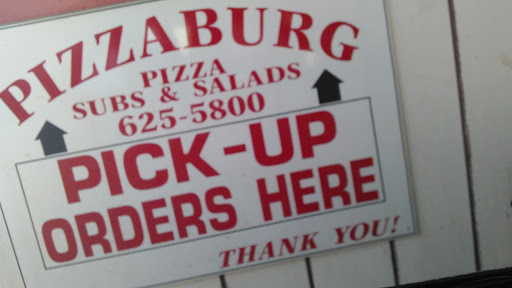 PIZZABURG
PIZZA
SUBS & SALADS
625-5800
PICK-UP
ORDERS HERE
THANK YOU!